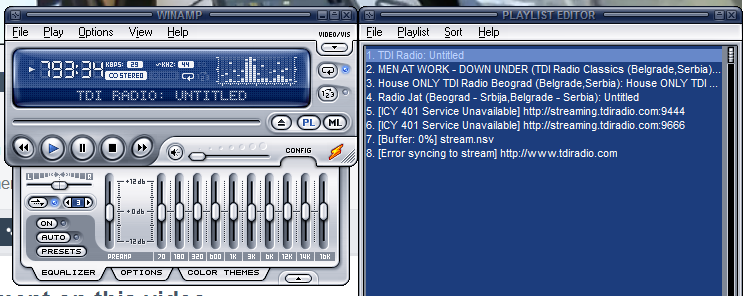 WINAMP
File Play Options View Help
VIDEO/VIS
793:34
KBPS: 29 kHz: 44
STEREO
TDI RADIO: UNTITLED
123
PL ML
CONFIG
L R
+12 db
+0 db
-12 db
3
ON
AUTO
PRESETS
PREAMP 70 180 320 600 1K 3K 6K 12K 14K 16K
EQUALIZER OPTIONS COLOR THEMES
ment on this video
PLAYLIST EDITOR
File Playlist Sort Help
1. TDI Radio: Untitled
2. MEN AT WORK - DOWN UNDER (TDI Radio Classics (Belgrade,Serbia)...
3. House ONLY TDI Radio Beograd (Belgrade,Serbia): House ONLY TDI ...
4. Radio Jat (Beograd - Srbija,Belgrade - Serbia): Untitled
5. [ICY 401 Service Unavailable] http://streaming.tdiradio.com:9444
6. [ICY 401 Service Unavailable] http://streaming.tdiradio.com:9666
7. [Buffer: 0%] stream.nsv
8. [Error syncing to stream] http://www.tdiradio.com